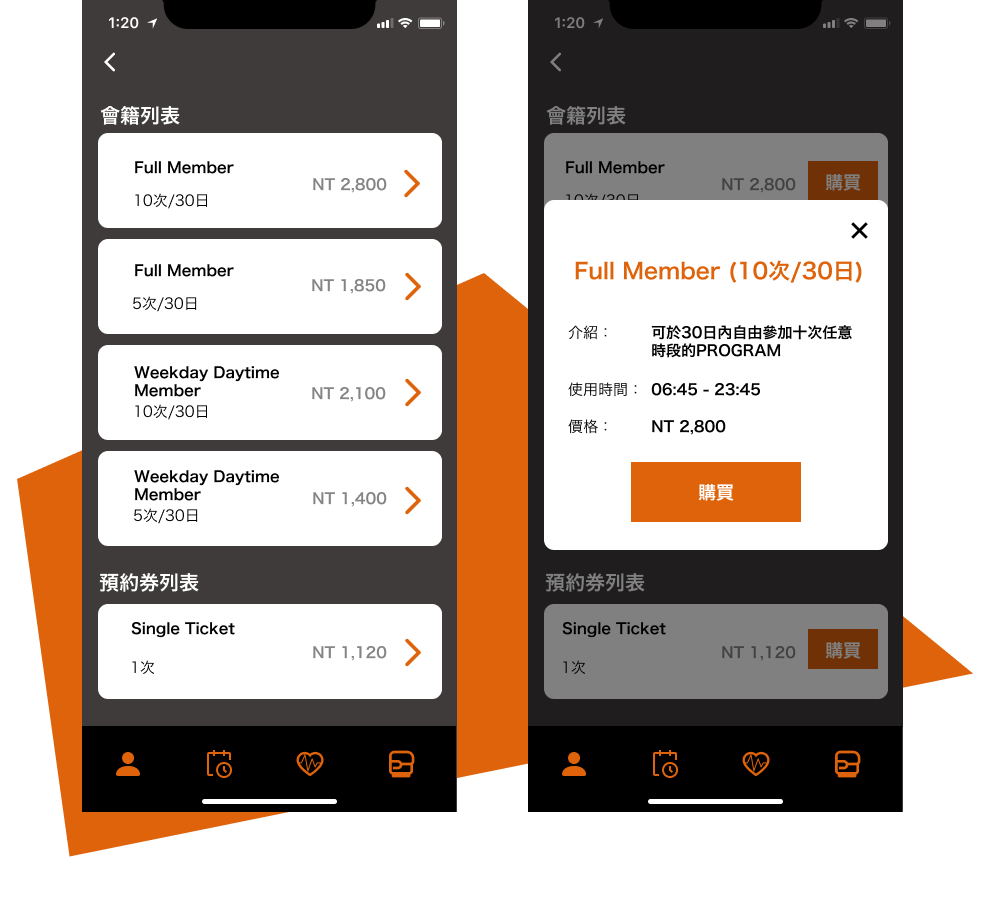 1:20
會籍列表
Full Member
NT 2,800
10次/30日
Full Member
NT 1,850
5次/30日
Weekday Daytime
Member
NT 2,100
10次/30日
Weekday Daytime
Member
NT 1,400
5次/30日
預約券列表
Single Ticket
NT 1,120
1次
1:20
會籍列表
Full Member
NT 2,800
購買
10次/30日
Full Member (10次/30日)
介紹：
可於30日內自由參加十次任意
時段的PROGRAM
使用時間：
06:45 - 23:45
價格：
NT 2,800
購買
預約券列表
Single Ticket
NT 1,120
購買
1次